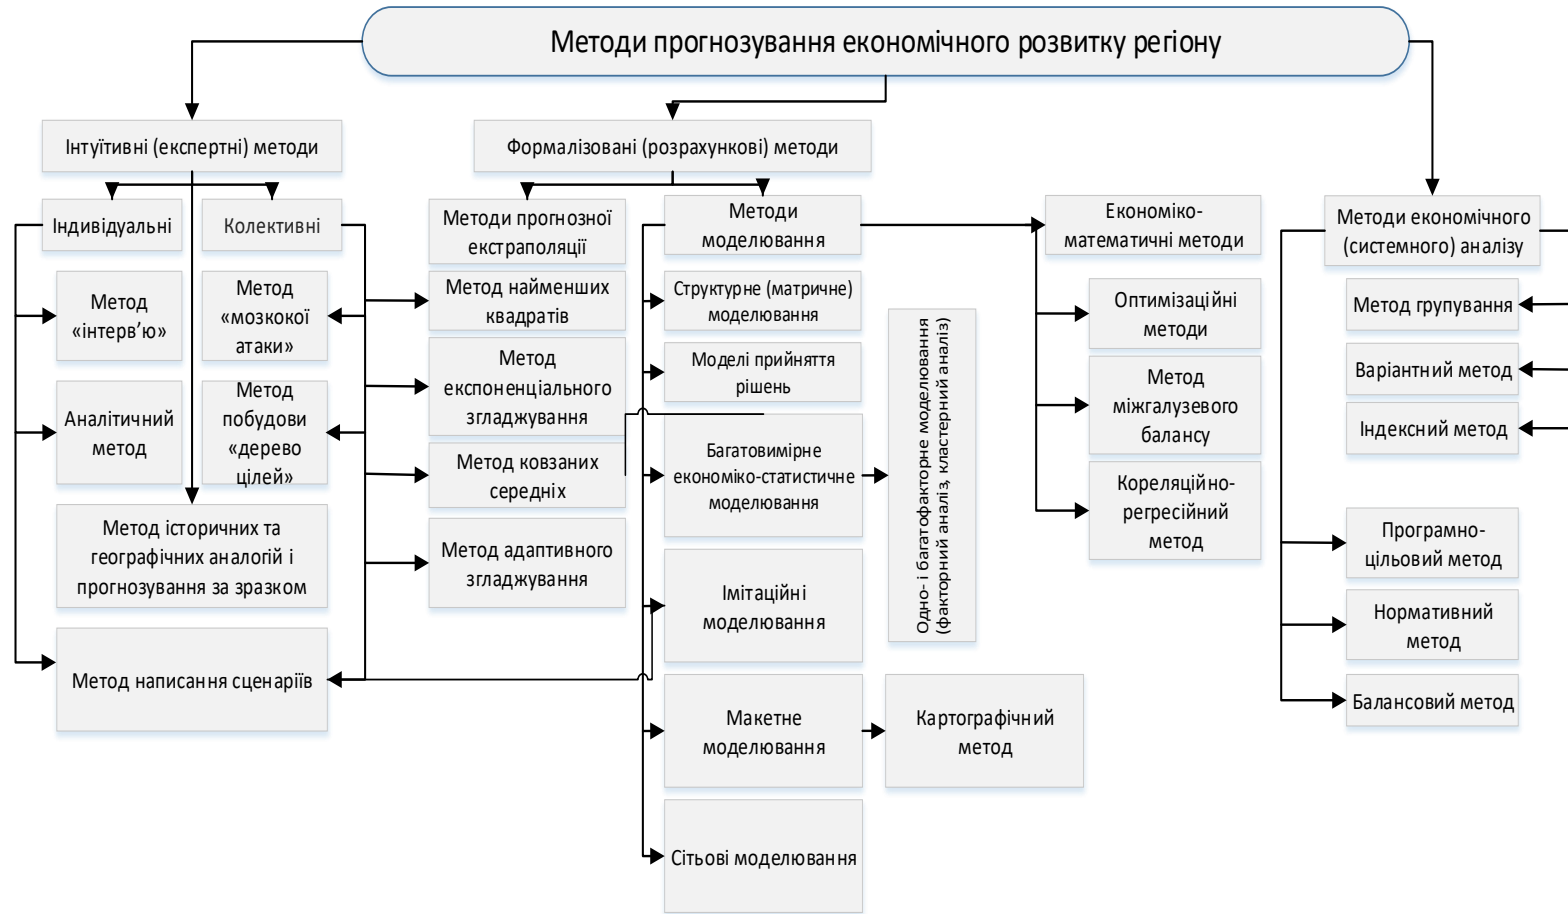 Методи прогнозування економічного розвитку регіону
Інтуїтивні (експертні) методи
Формалізовані (розрахункові) методи
Індивідуальні
Колективні
Метод
«інтерв’ю»
Метод
«мозкокої
атаки»
Аналітичний
метод
Метод
побудови
«дерево
цілей»
Метод історичних та
географічних аналогій і
прогнозування за зразком
Метод написання сценаріїв
Методи прогнозної
екстраполяції
Метод найменших
квадратів
Метод
експоненціального
згладжування
Метод ковзаних
середніх
Метод адаптивного
згладжування
Методи
моделювання
Структурне (матричне)
моделювання
Моделі прийняття
рішень
Багатовимірне
економіко-статистичне
моделювання
Імітаційні
моделювання
Макетне
моделювання
Сітьові моделювання
Одно- і багатофакторне моделювання
(факторний аналіз, кластерний аналіз)
Картографічний
метод
Економіко-
математичні методи
Оптимізаційні
методи
Метод
міжгалузевого
балансу
Кореляційно-
регресійний
метод
Методи економічного
(системного) аналізу
Метод групування
Варіантний метод
Індексний метод
Програмно-
цільовий метод
Нормативний
метод
Балансовий метод